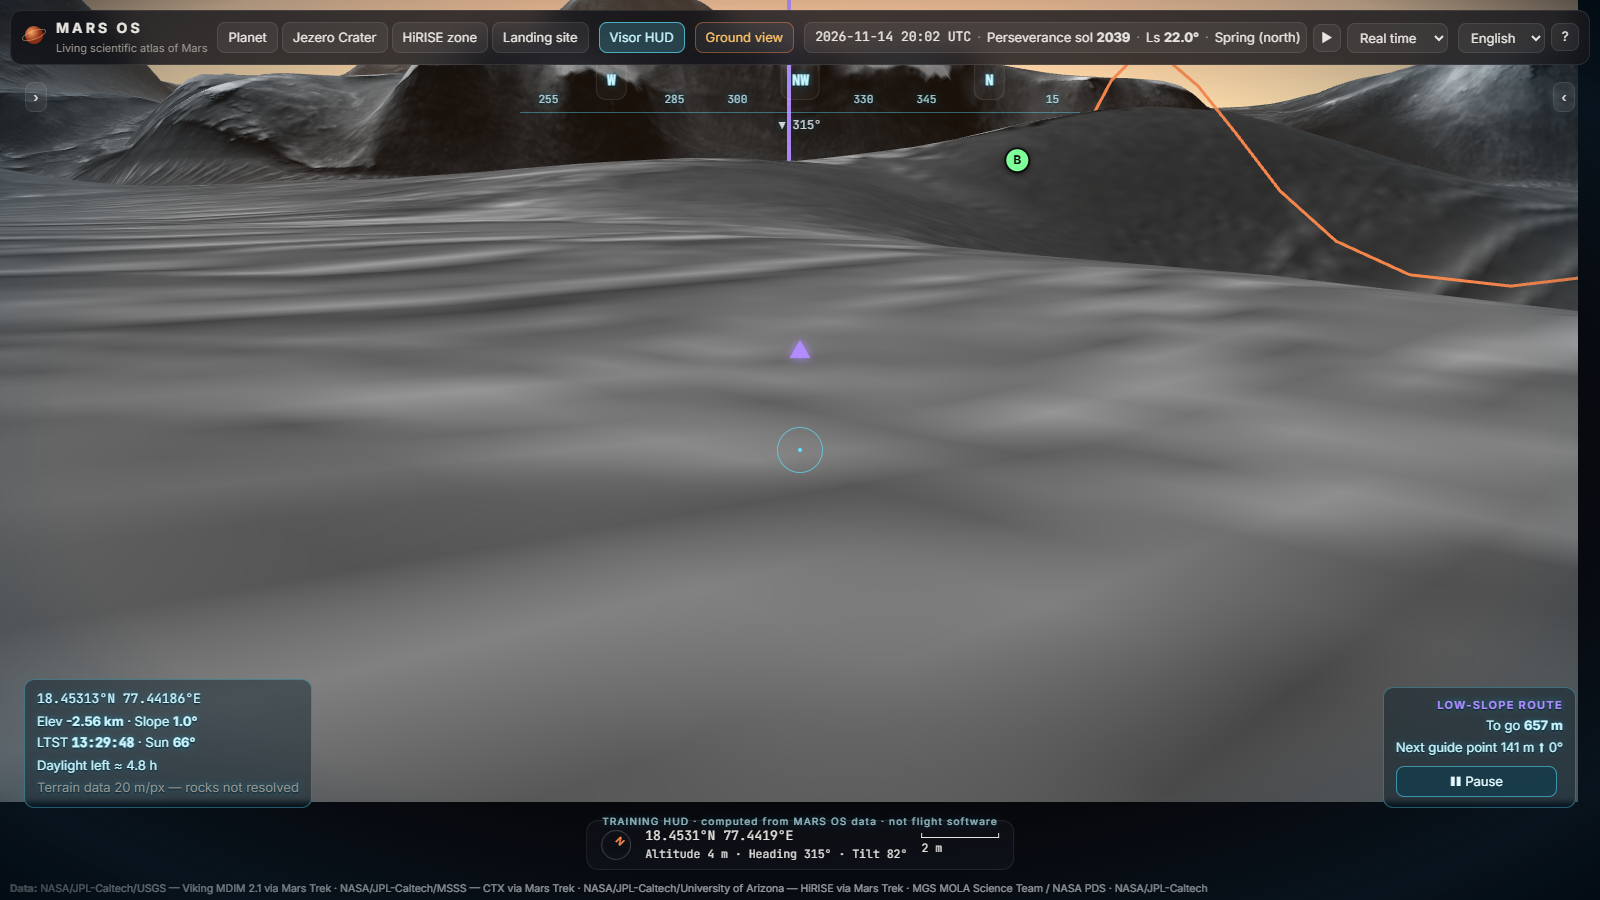 MARS OS
Living scientific atlas of Mars
Planet
Jezero Crater
HiRISE zone
Landing site
Visor HUD
Ground view
2026-11-14 20:02 UTC · Perseverance sol 2039 · Ls 22.0° · Spring (north)
Real time
English
?
W NW N
255 285 300 330 345 15
315°
B
18.45313°N 77.44186°E
Elev -2.56 km · Slope 1.0°
LTST 13:29:48 · Sun 66°
Daylight left ≈ 4.8 h
Terrain data 20 m/px — rocks not resolved
LOW-SLOPE ROUTE
To go 657 m
Next guide point 141 m ⬆ 0°
Pause
TRAINING HUD · computed from MARS OS data · not flight software
N
18.4531°N 77.4419°E
Altitude 4 m · Heading 315° · Tilt 82°
2 m
Data: NASA/JPL-Caltech/USGS — Viking MDIM 2.1 via Mars Trek · NASA/JPL-Caltech/MSSS — CTX via Mars Trek · NASA/JPL-Caltech/University of Arizona — HiRISE via Mars Trek · MGS MOLA Science Team / NASA PDS · NASA/JPL-Caltech